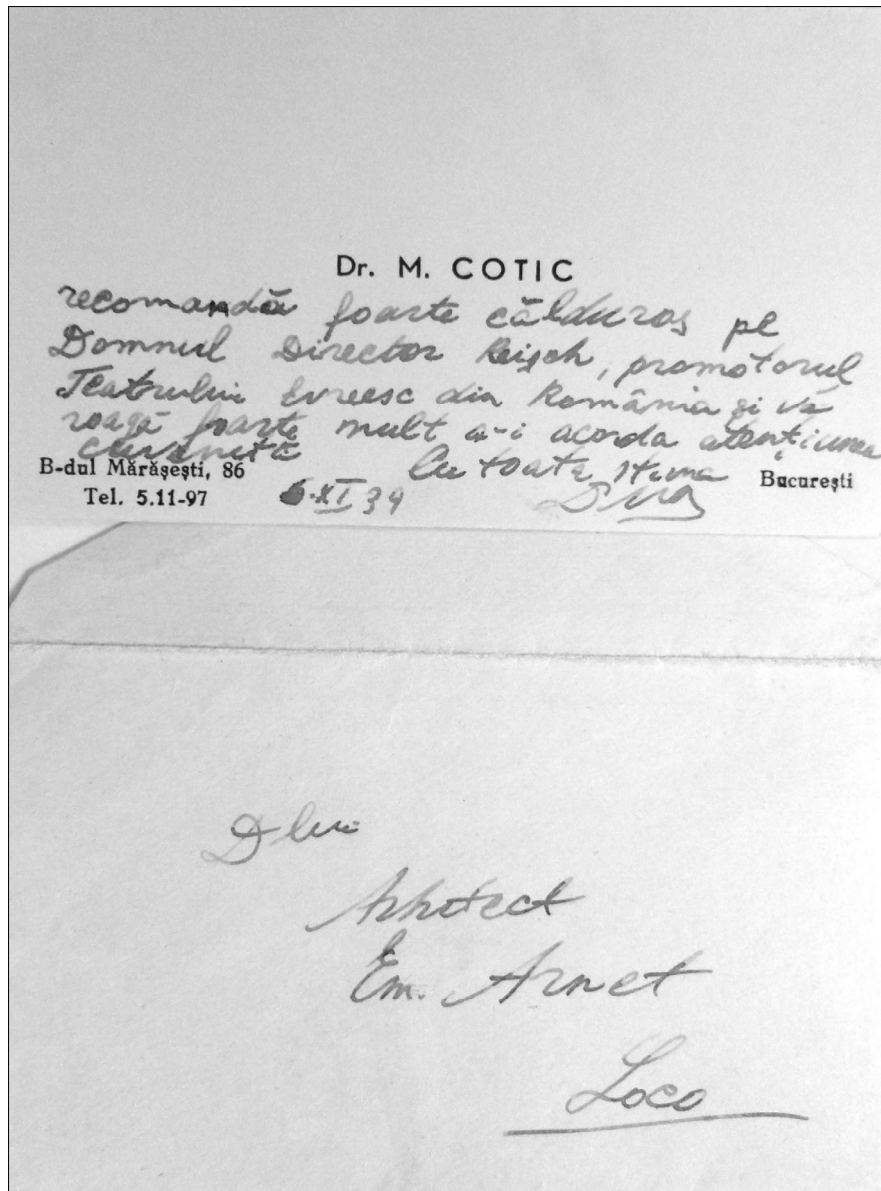 Dr. M. COTIC
recomandă foarte călduros pe
Domnul Director Reisch, promotorul
Teatrului Evreesc din România și vă
roagă foarte mult a-i acorda atențiunea
cuvenită
Cu toată stima
B-dul Mărășești, 86
București
Tel. 5.11-97
6.XI 39
Dlui
Arhitect
Em. Arnet
Loco